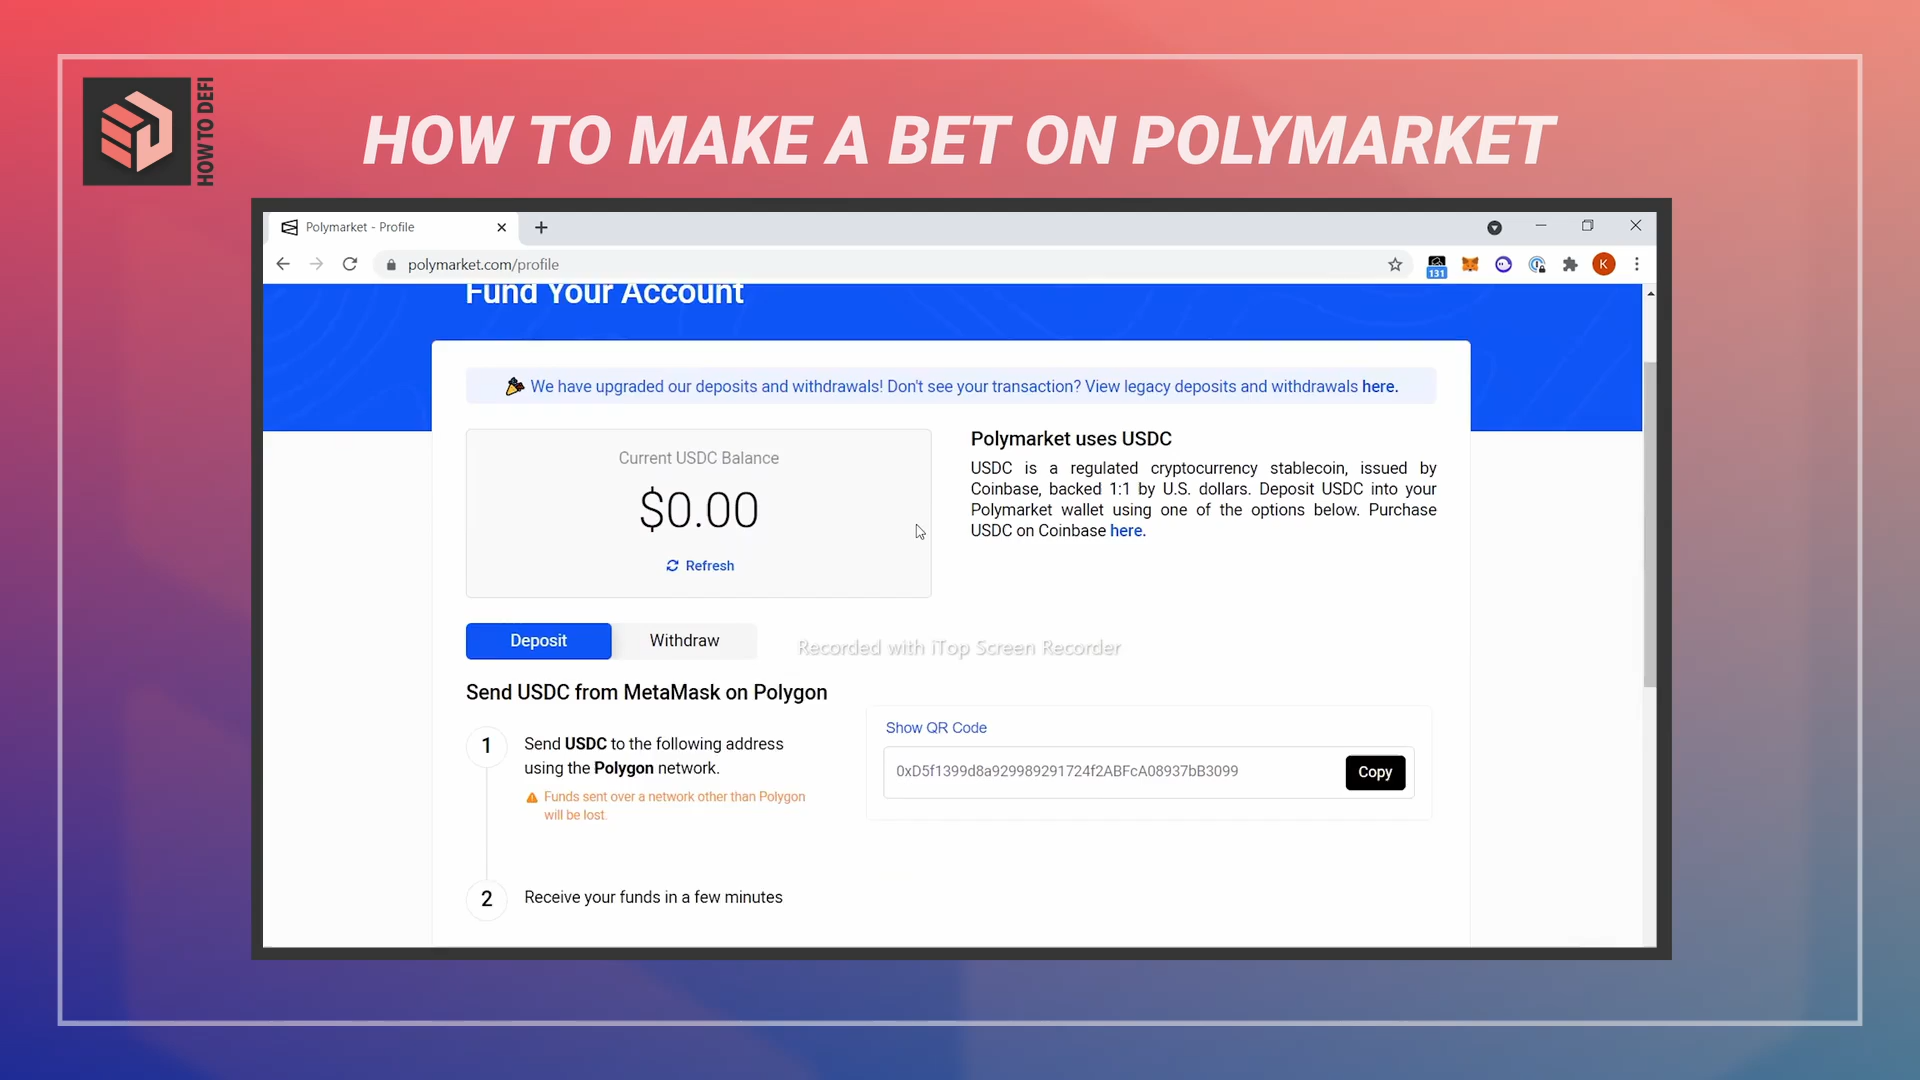 HOW TO DEFI
HOW TO MAKE A BET ON POLYMARKET
Polymarket - Profile
polymarket.com/profile
131
K
Fund Your Account
We have upgraded our deposits and withdrawals! Don't see your transaction? View legacy deposits and withdrawals here.
Current USDC Balance
$0.00
Refresh
Polymarket uses USDC
USDC is a regulated cryptocurrency stablecoin, issued by
Coinbase, backed 1:1 by U.S. dollars. Deposit USDC into your
Polymarket wallet using one of the options below. Purchase
USDC on Coinbase here.
Deposit
Withdraw
Recorded with iTop Screen Recorder
Send USDC from MetaMask on Polygon
1
Send USDC to the following address
using the Polygon network.
Funds sent over a network other than Polygon
will be lost.
Show QR Code
0xD5f1399d8a929989291724f2ABFcA08937bB3099
Copy
2
Receive your funds in a few minutes